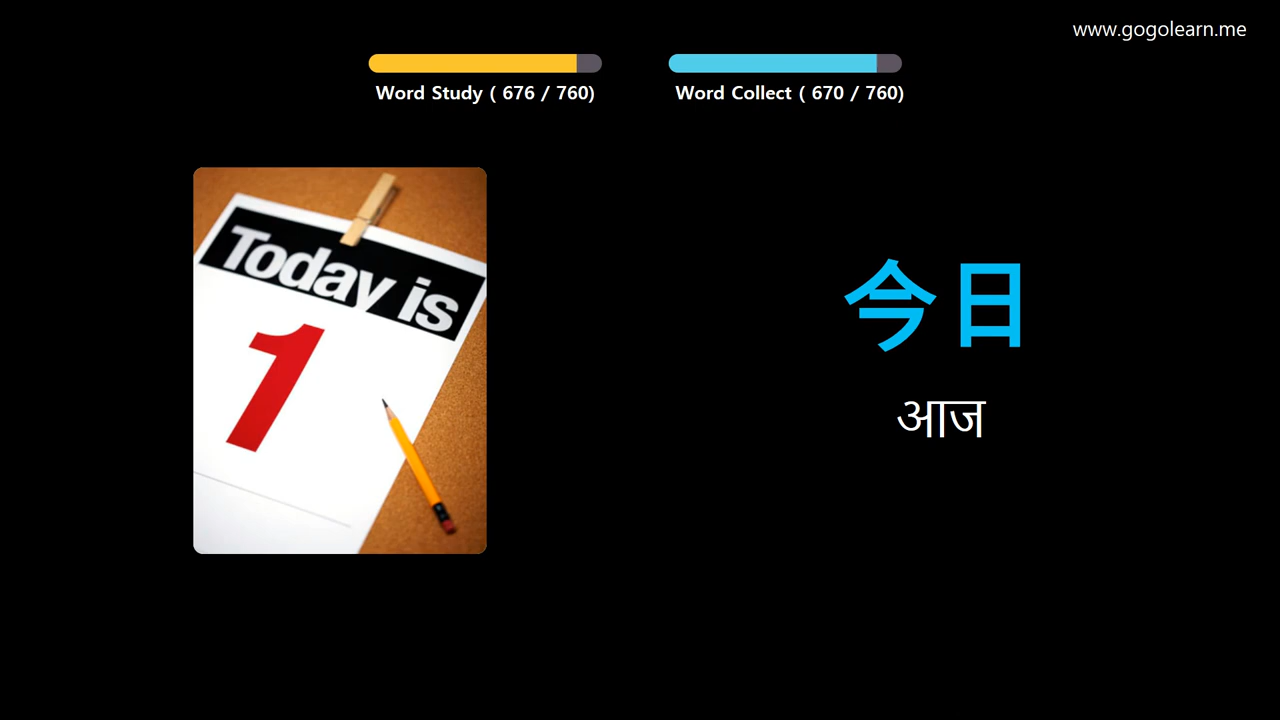 www.gogolearn.me
Word Study ( 676 / 760)
Word Collect ( 670 / 760)
Today is
1
今日
आज